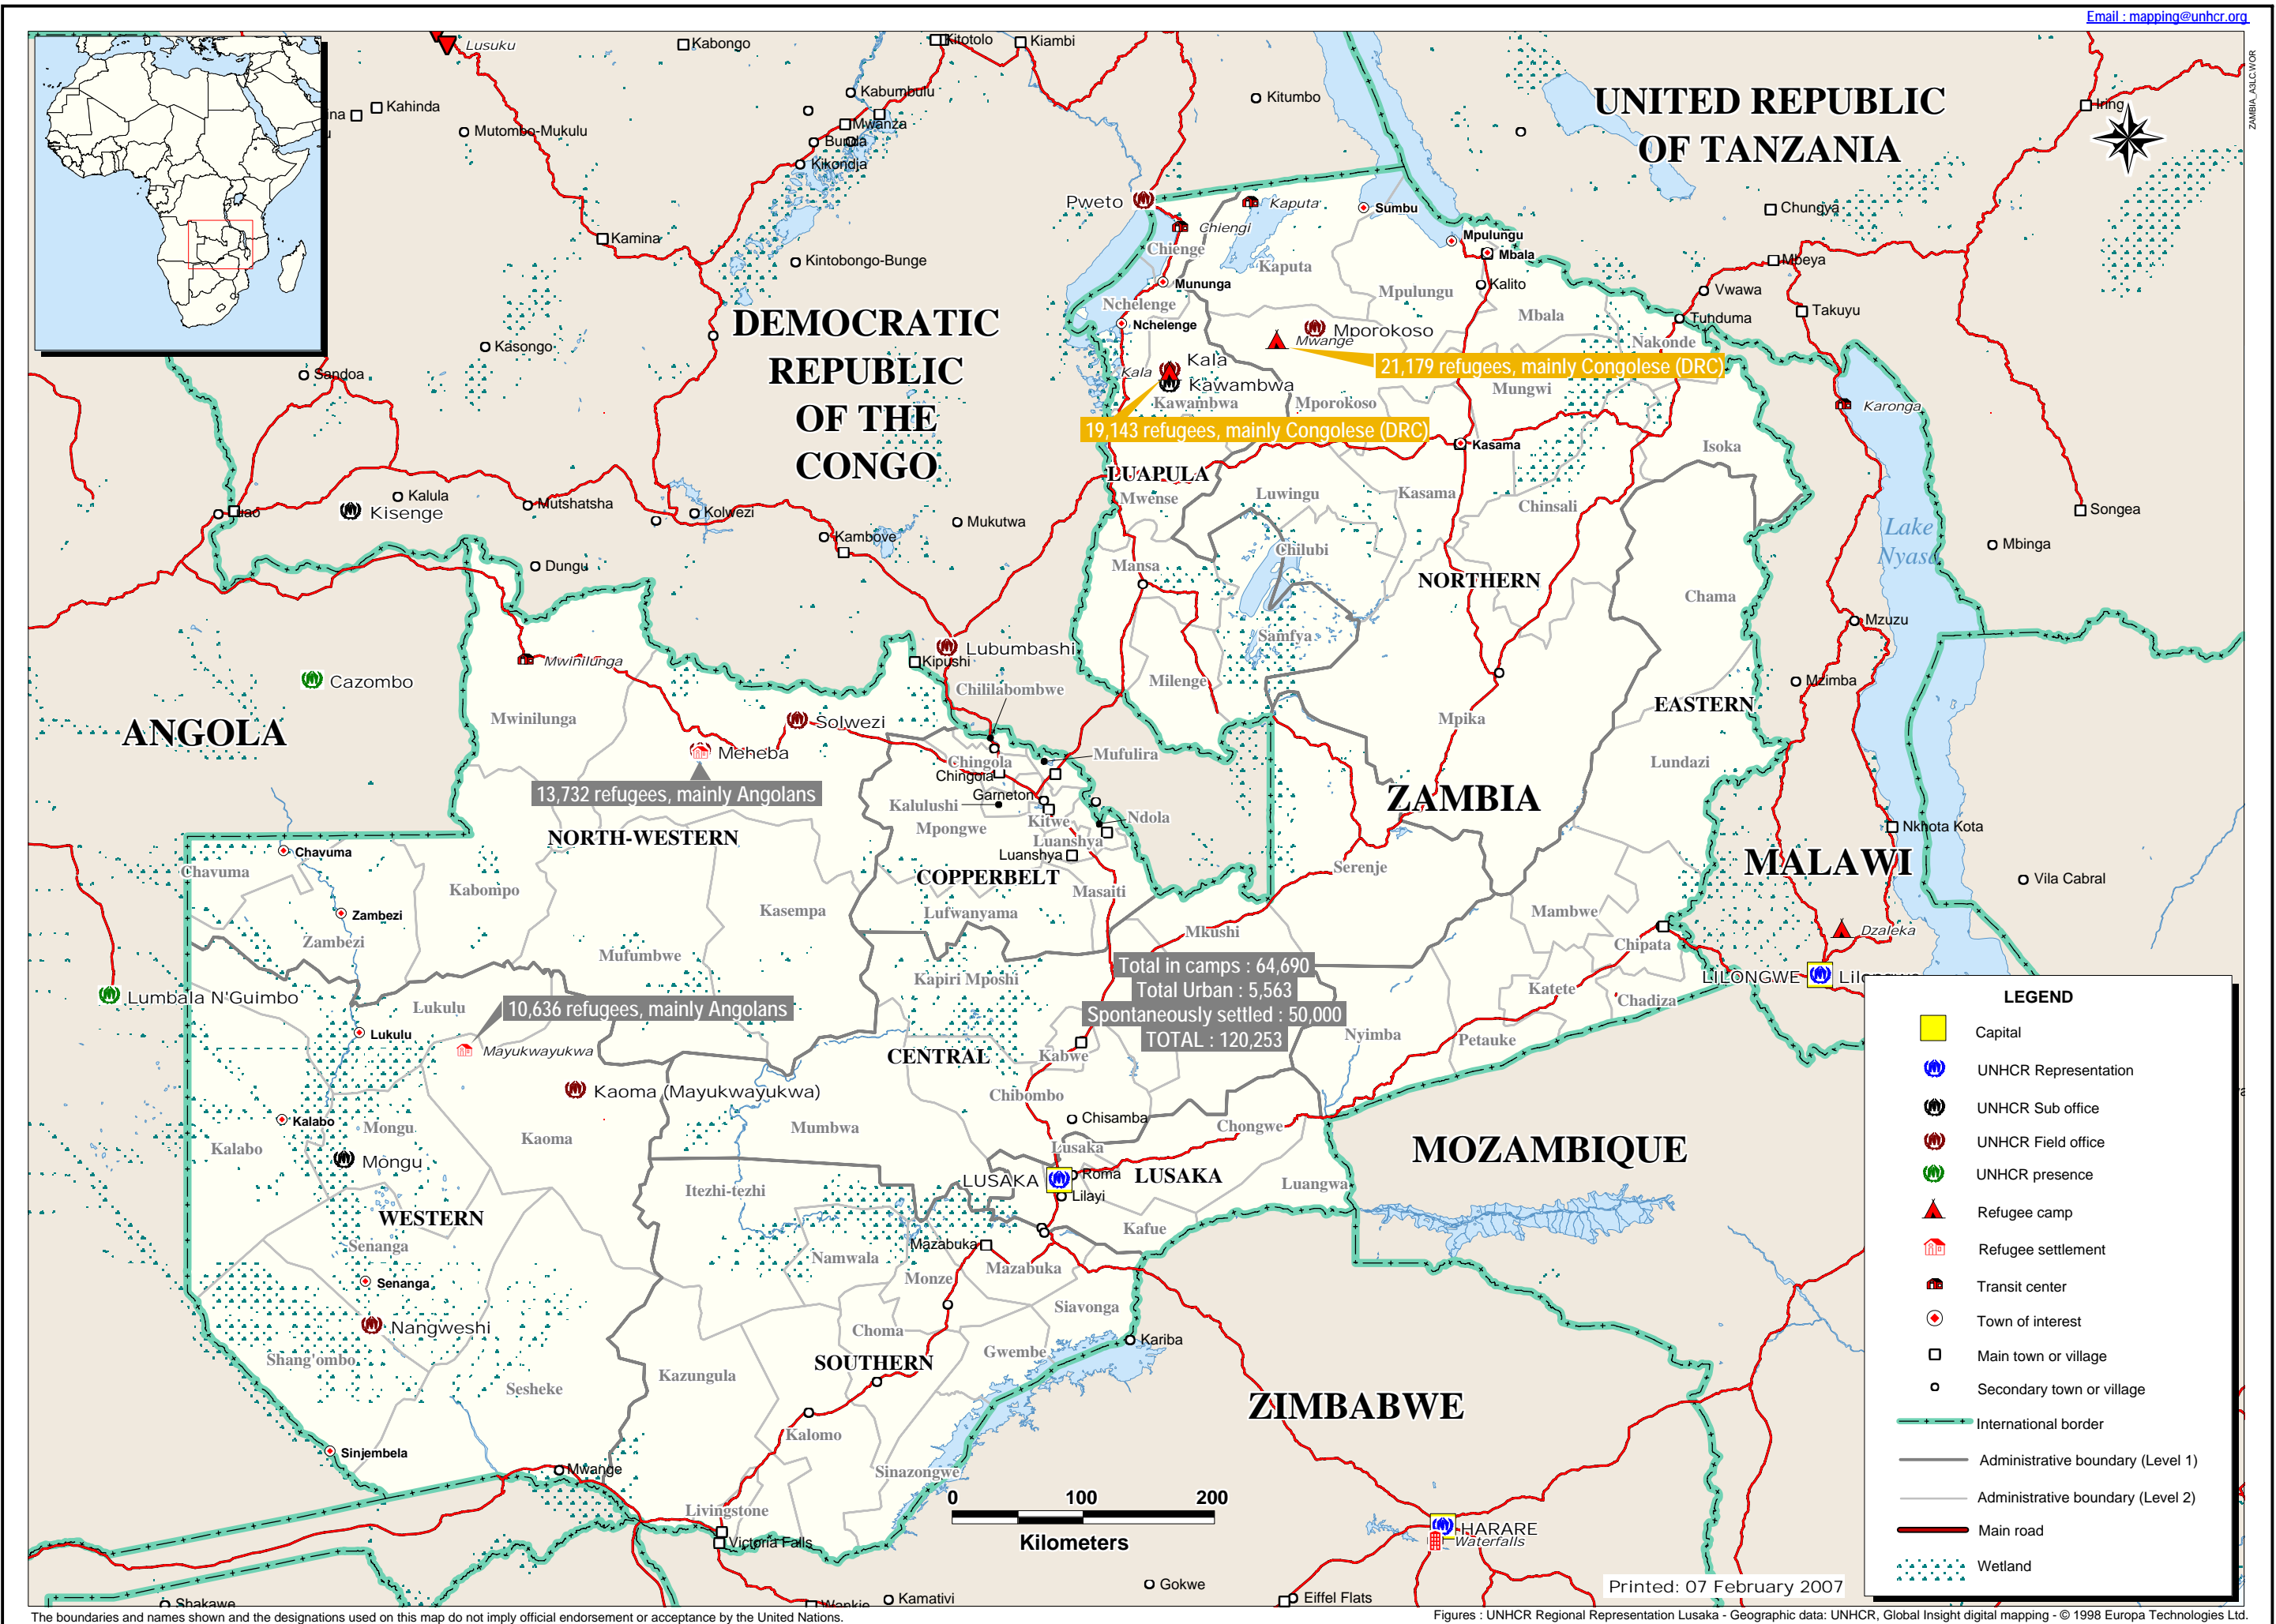 Email : mapping@unhcr.org
ZAMBIA_A3LC.WOR
Lusuku
Kabongo
Kitotolo
Kiambi
Kahinda
ina
Mutombo-Mukulu
Kabumbulu
Mwanza
Bunda
Kikondja
Kitumbo
UNITED REPUBLIC
OF TANZANIA
Iring
Pweto
Kaputa
Sumbu
Chungya
Chiengi
Kamina
Kintobongo-Bunge
Chienge
Kaputa
Mpulungu
Mbala
Mbeya
Mununga
Kalito
Vwawa
Nchelenge
Mpulungu
Mbala
Tunduma
Takuyu
DEMOCRATIC
REPUBLIC
OF THE
CONGO
Nchelenge
Mporokoso
Mwange
Nakonde
Kasongo
Sandoa
Kala
Kala
Kawambwa
21,179 refugees, mainly Congolese (DRC)
Mungwi
Kawambwa
Mporokoso
Karonga
19,143 refugees, mainly Congolese (DRC)
Kasama
Isoka
LUAPULA
Mwense
Luwingu
Kasama
Chinsali
Kalula
Kisenge
Luao
Mutshatsha
Kolwezi
Mukutwa
Kambove
Songea
Lake
Nyasa
Mbinga
Chilubi
Dungu
Mansa
NORTHERN
Chama
Mzuzu
Samfya
Mwinilunga
Lubumbashi
Kipushi
Cazombo
Chililabombwe
Milenge
Mzimba
EASTERN
ANGOLA
Mwinilunga
Solwezi
Mpika
Meheba
Chingola
Mufulira
Lundazi
Chingola
13,732 refugees, mainly Angolans
Garneton
ZAMBIA
Kalulushi
Mpongwe
Kitwe
Ndola
Nkhota Kota
NORTH-WESTERN
Luanshya
Luanshya
Chavuma
Chavuma
Serenje
MALAWI
COPPERBELT
Masaiti
Vila Cabral
Kabompo
Kasempa
Zambezi
Lufwanyama
Mambwe
Zambezi
Mkushi
Dzaleka
Chipata
Mufumbwe
Total in camps : 64,690
Total Urban : 5,563
Spontaneously settled : 50,000
TOTAL : 120,253
Kapiri Mposhi
LILONGWE
Lilongwe
Lumbala N'Guimbo
Katete
Chadiza
Lukulu
10,636 refugees, mainly Angolans
Lukulu
Nyimba
Petauke
Mayukwayukwa
CENTRAL
Kabwe
Kaoma (Mayukwayukwa)
Chibombo
Kalabo
Chisamba
Mongu
Mumbwa
Chongwe
Kalabo
Kaoma
Lusaka
MOZAMBIQUE
Mongu
LUSAKA
Roma
LUSAKA
Luangwa
Itezhi-tezhi
Lilayi
WESTERN
Kafue
Senanga
Namwala
Mazabuka
Mazabuka
Senanga
Monze
Siavonga
Nangweshi
Choma
Kariba
Shang'ombo
SOUTHERN
Gwembe
Sesheke
Kazungula
ZIMBABWE
Kalomo
Sinjembela
Mwange
Sinazongwe
0 100 200
Kilometers
Livingstone
Victoria Falls
HARARE
Waterfalls
Shakawe
Wankie
Kamativi
Gokwe
Eiffel Flats
Printed: 07 February 2007
LEGEND
Capital
UNHCR Representation
UNHCR Sub office
UNHCR Field office
UNHCR presence
Refugee camp
Refugee settlement
Transit center
Town of interest
Main town or village
Secondary town or village
International border
Administrative boundary (Level 1)
Administrative boundary (Level 2)
Main road
Wetland
The boundaries and names shown and the designations used on this map do not imply official endorsement or acceptance by the United Nations.
Figures : UNHCR Regional Representation Lusaka - Geographic data: UNHCR, Global Insight digital mapping - © 1998 Europa Technologies Ltd.